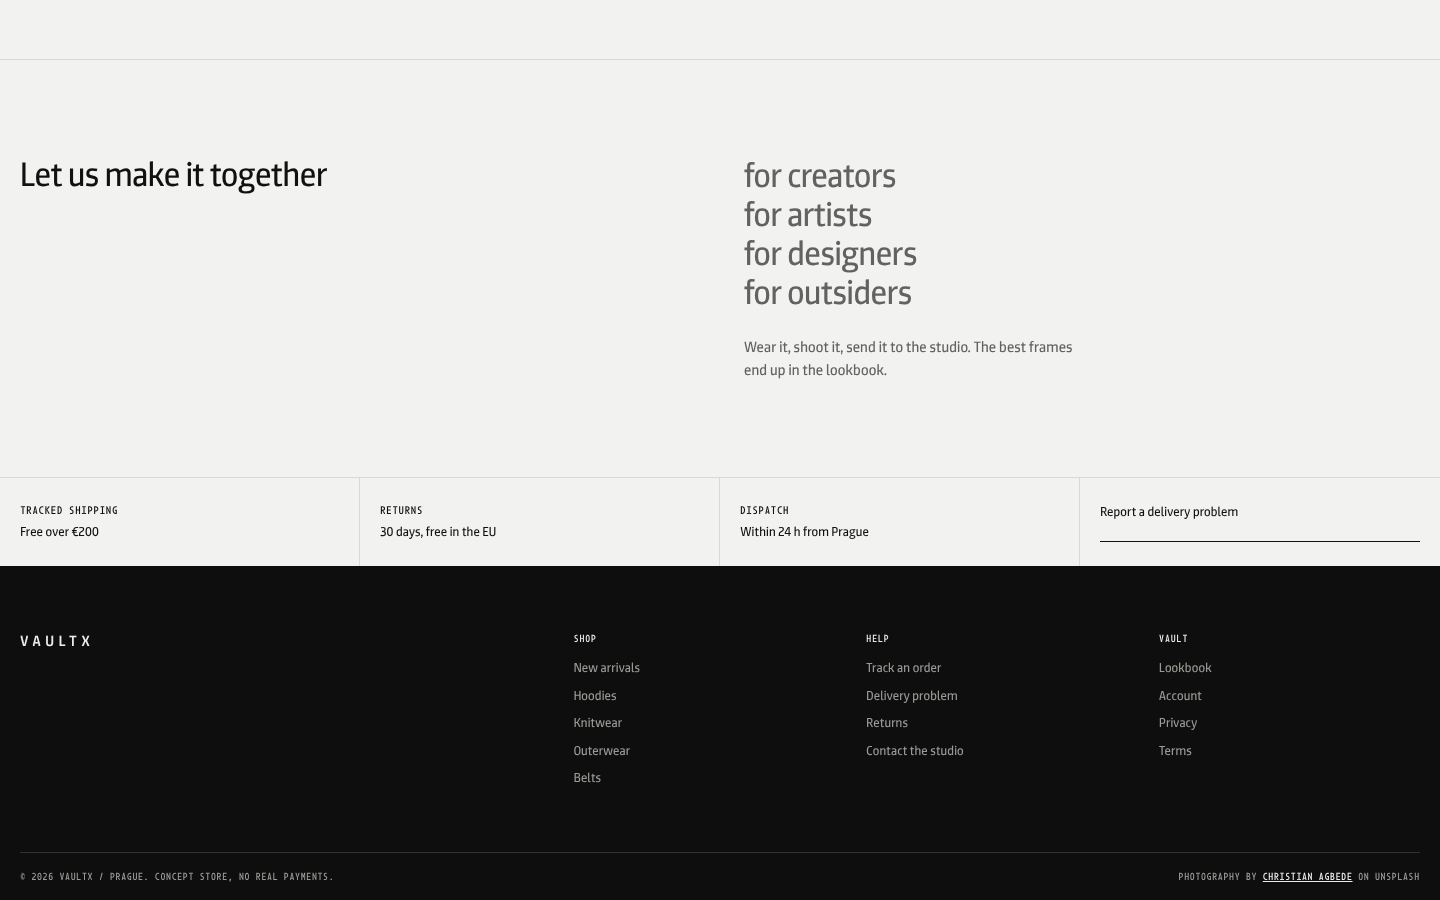 Let us make it together
for creators
for artists
for designers
for outsiders
Wear it, shoot it, send it to the studio. The best frames
end up in the lookbook.
TRACKED SHIPPING
Free over €200
RETURNS
30 days, free in the EU
DISPATCH
Within 24 h from Prague
Report a delivery problem
VAULTX
SHOP
New arrivals
Hoodies
Knitwear
Outerwear
Belts
HELP
Track an order
Delivery problem
Returns
Contact the studio
VAULT
Lookbook
Account
Privacy
Terms
© 2026 VAULTX / PRAGUE. CONCEPT STORE, NO REAL PAYMENTS.
PHOTOGRAPHY BY CHRISTIAN AGBEDE ON UNSPLASH